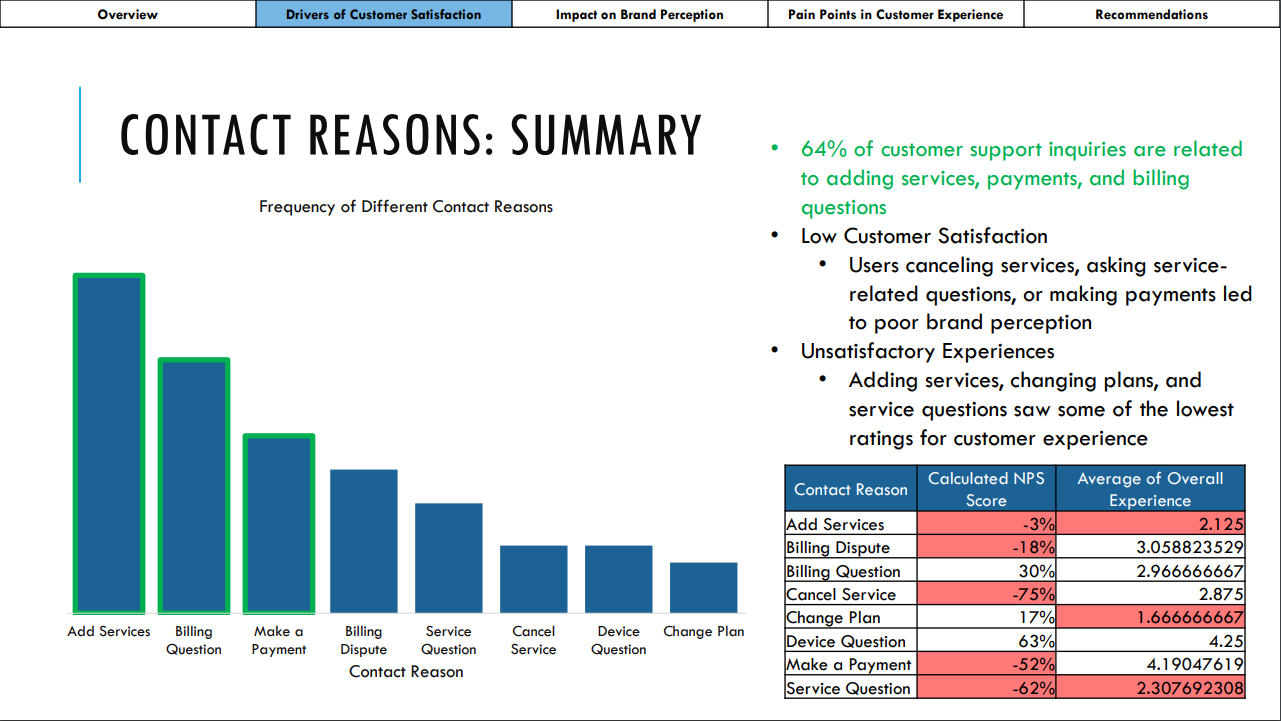 Overview
Drivers of Customer Satisfaction
Impact on Brand Perception
Pain Points in Customer Experience
Recommendations
CONTACT REASONS: SUMMARY
Frequency of Different Contact Reasons
Add Services
Billing
Question
Make a
Payment
Billing
Dispute
Service
Question
Cancel
Service
Device
Question
Change Plan
Contact Reason
• 64% of customer support inquiries are related
to adding services, payments, and billing
questions
• Low Customer Satisfaction
• Users canceling services, asking service-
related questions, or making payments led
to poor brand perception
• Unsatisfactory Experiences
• Adding services, changing plans, and
service questions saw some of the lowest
ratings for customer experience
Contact Reason
Calculated NPS
Score
Average of Overall
Experience
Add Services -3% 2.125
Billing Dispute -18% 3.058823529
Billing Question 30% 2.966666667
Cancel Service -75% 2.875
Change Plan 17% 1.666666667
Device Question 63% 4.25
Make a Payment -52% 4.19047619
Service Question -62% 2.307692308